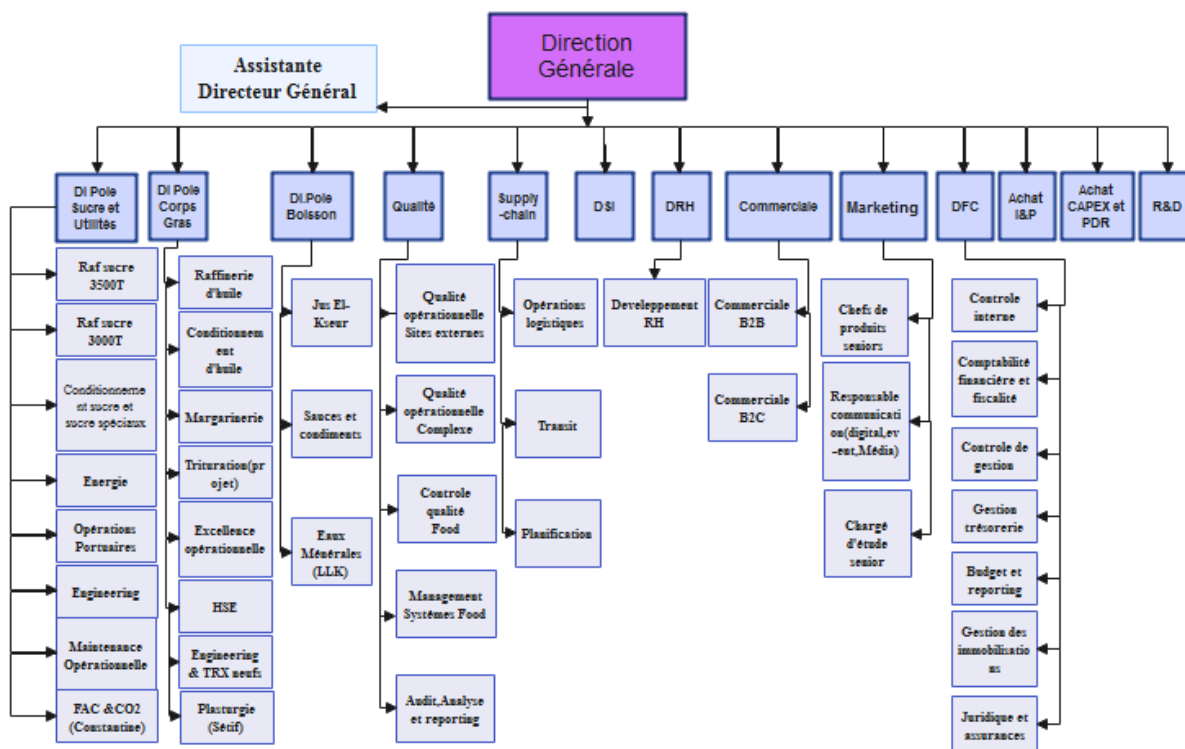 Direction
Générale
Assistante
Directeur Général
DI Pole
Sucre et
Utilités
DI Pole
Corps
Gras
DI.Pole
Boisson
Qualité
Supply
-chain
DSI
DRH
Commerciale
Marketing
DFC
Achat
I&P
Achat
CAPEX et
PDR
R&D
Raf sucre
3500T
Raf sucre
3000T
Conditionneme
nt sucre et
sucre spéciaux
Energie
Opérations
Portuaires
Engineering
Maintenance
Opérationnelle
FAC &CO2
(Constantine)
Raffinerie
d'huile
Conditionnem
ent
d'huile
Margarinerie
Trituration(pr
ojet)
Excellence
opérationnelle
HSE
Engineering
& TRX neufs
Plasturgie
(Sétif)
Jus El-
Kseur
Sauces et
condiments
Eaux
Ménérales
(LLK)
Qualité
opérationnelle
Sites externes
Qualité
opérationnelle
Complexe
Controle
qualité
Food
Management
Systèmes Food
Audit,Analyse
et reporting
Opérations
logistiques
Transit
Planification
Developpement
RH
Commerciale
B2B
Commerciale
B2C
Chefs de
produits
seniors
Responsable
communicati
on(digital,ev
-ent,Média)
Chargé
d'étude
senior
Controle
interne
Comptabilité
financiére et
fiscalité
Controle de
gestion
Gestion
trésorerie
Budget et
reporting
Gestion des
immobilisatio
ns
Juridique et
assurances